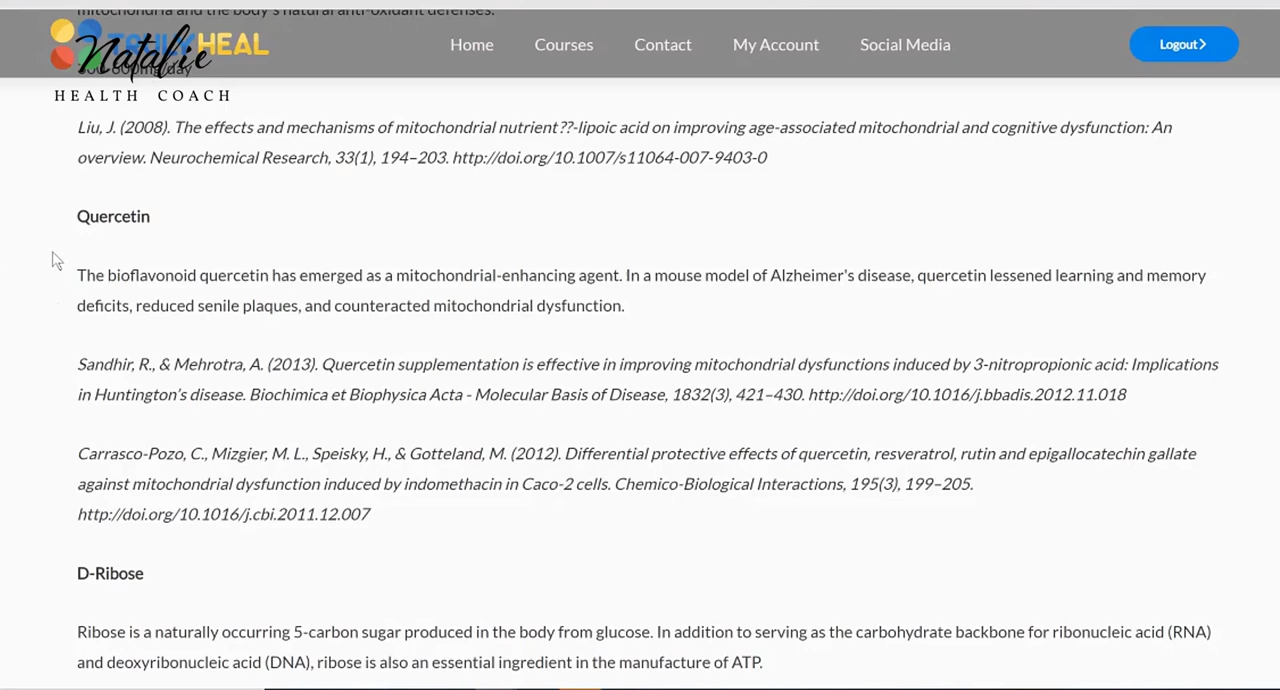 mitochondria and the body's natural anti-oxidant defenses.
HEAL
Natalie
HEALTH COACH
Home
Courses
Contact
My Account
Social Media
Logout
Liu, J. (2008). The effects and mechanisms of mitochondrial nutrient??-lipoic acid on improving age-associated mitochondrial and cognitive dysfunction: An
overview. Neurochemical Research, 33(1), 194–203. http://doi.org/10.1007/s11064-007-9403-0
Quercetin
The bioflavonoid quercetin has emerged as a mitochondrial-enhancing agent. In a mouse model of Alzheimer's disease, quercetin lessened learning and memory
deficits, reduced senile plaques, and counteracted mitochondrial dysfunction.
Sandhir, R., & Mehrotra, A. (2013). Quercetin supplementation is effective in improving mitochondrial dysfunctions induced by 3-nitropropionic acid: Implications
in Huntington's disease. Biochimica et Biophysica Acta - Molecular Basis of Disease, 1832(3), 421–430. http://doi.org/10.1016/j.bbadis.2012.11.018
Carrasco-Pozo, C., Mizgier, M. L., Speisky, H., & Gotteland, M. (2012). Differential protective effects of quercetin, resveratrol, rutin and epigallocatechin gallate
against mitochondrial dysfunction induced by indomethacin in Caco-2 cells. Chemico-Biological Interactions, 195(3), 199–205.
http://doi.org/10.1016/j.cbi.2011.12.007
D-Ribose
Ribose is a naturally occurring 5-carbon sugar produced in the body from glucose. In addition to serving as the carbohydrate backbone for ribonucleic acid (RNA)
and deoxyribonucleic acid (DNA), ribose is also an essential ingredient in the manufacture of ATP.